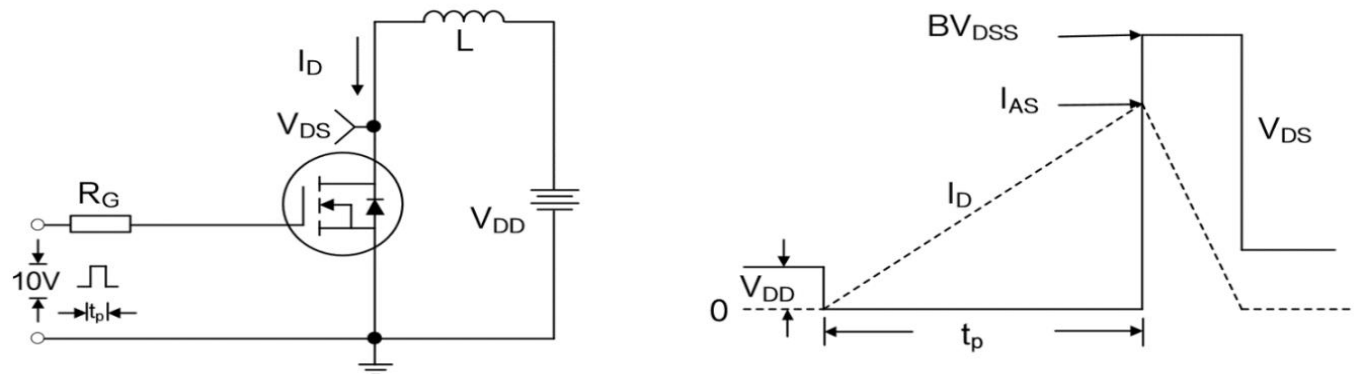 L
I_D
V_DS
R_G
V_DD
10V
t_p
BV_DSS
I_AS
V_DS
I_D
V_DD
0
t_p